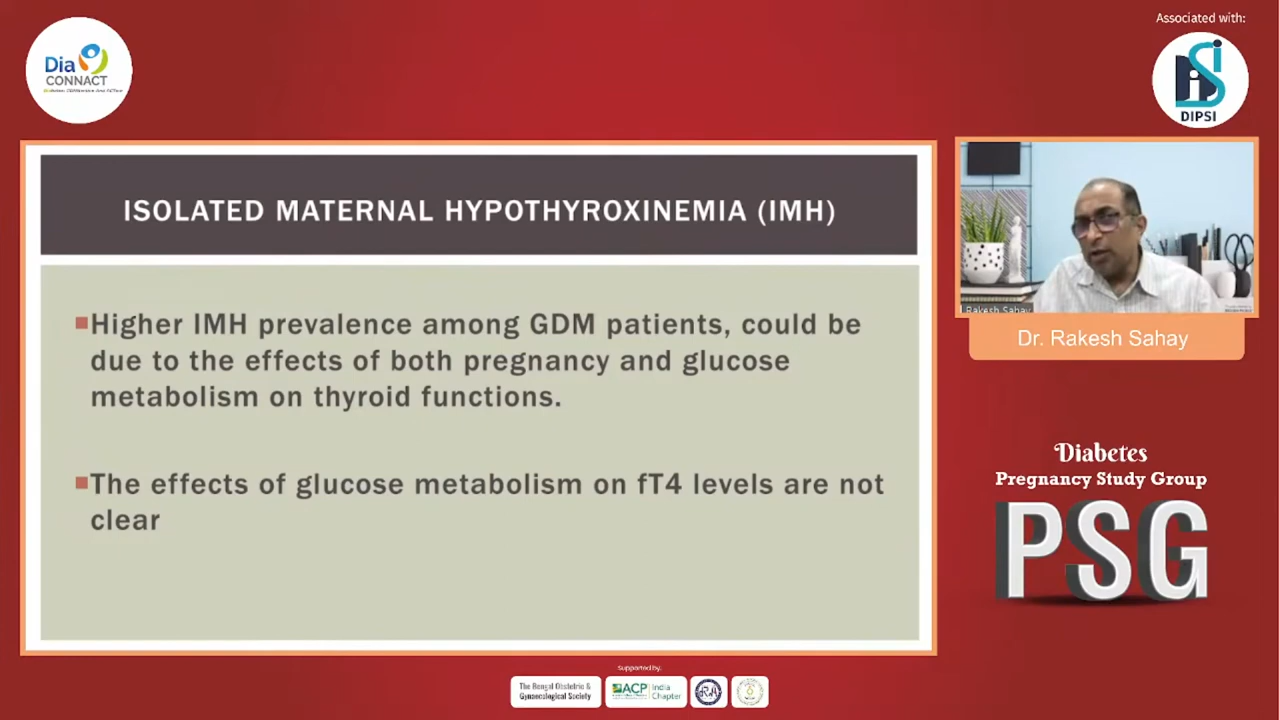 Associated with:
Dia
CONNACT
DIPSI
ISOLATED MATERNAL HYPOTHYROXINEMIA (IMH)
Higher IMH prevalence among GDM patients, could be
due to the effects of both pregnancy and glucose
metabolism on thyroid functions.
The effects of glucose metabolism on fT4 levels are not
clear
Rakesh Sahay
Dr. Rakesh Sahay
Diabetes
Pregnancy Study Group
PSG
Supported by:
The Bengal Obstetric &
Gynaecological Society
ACP
India
Chapter